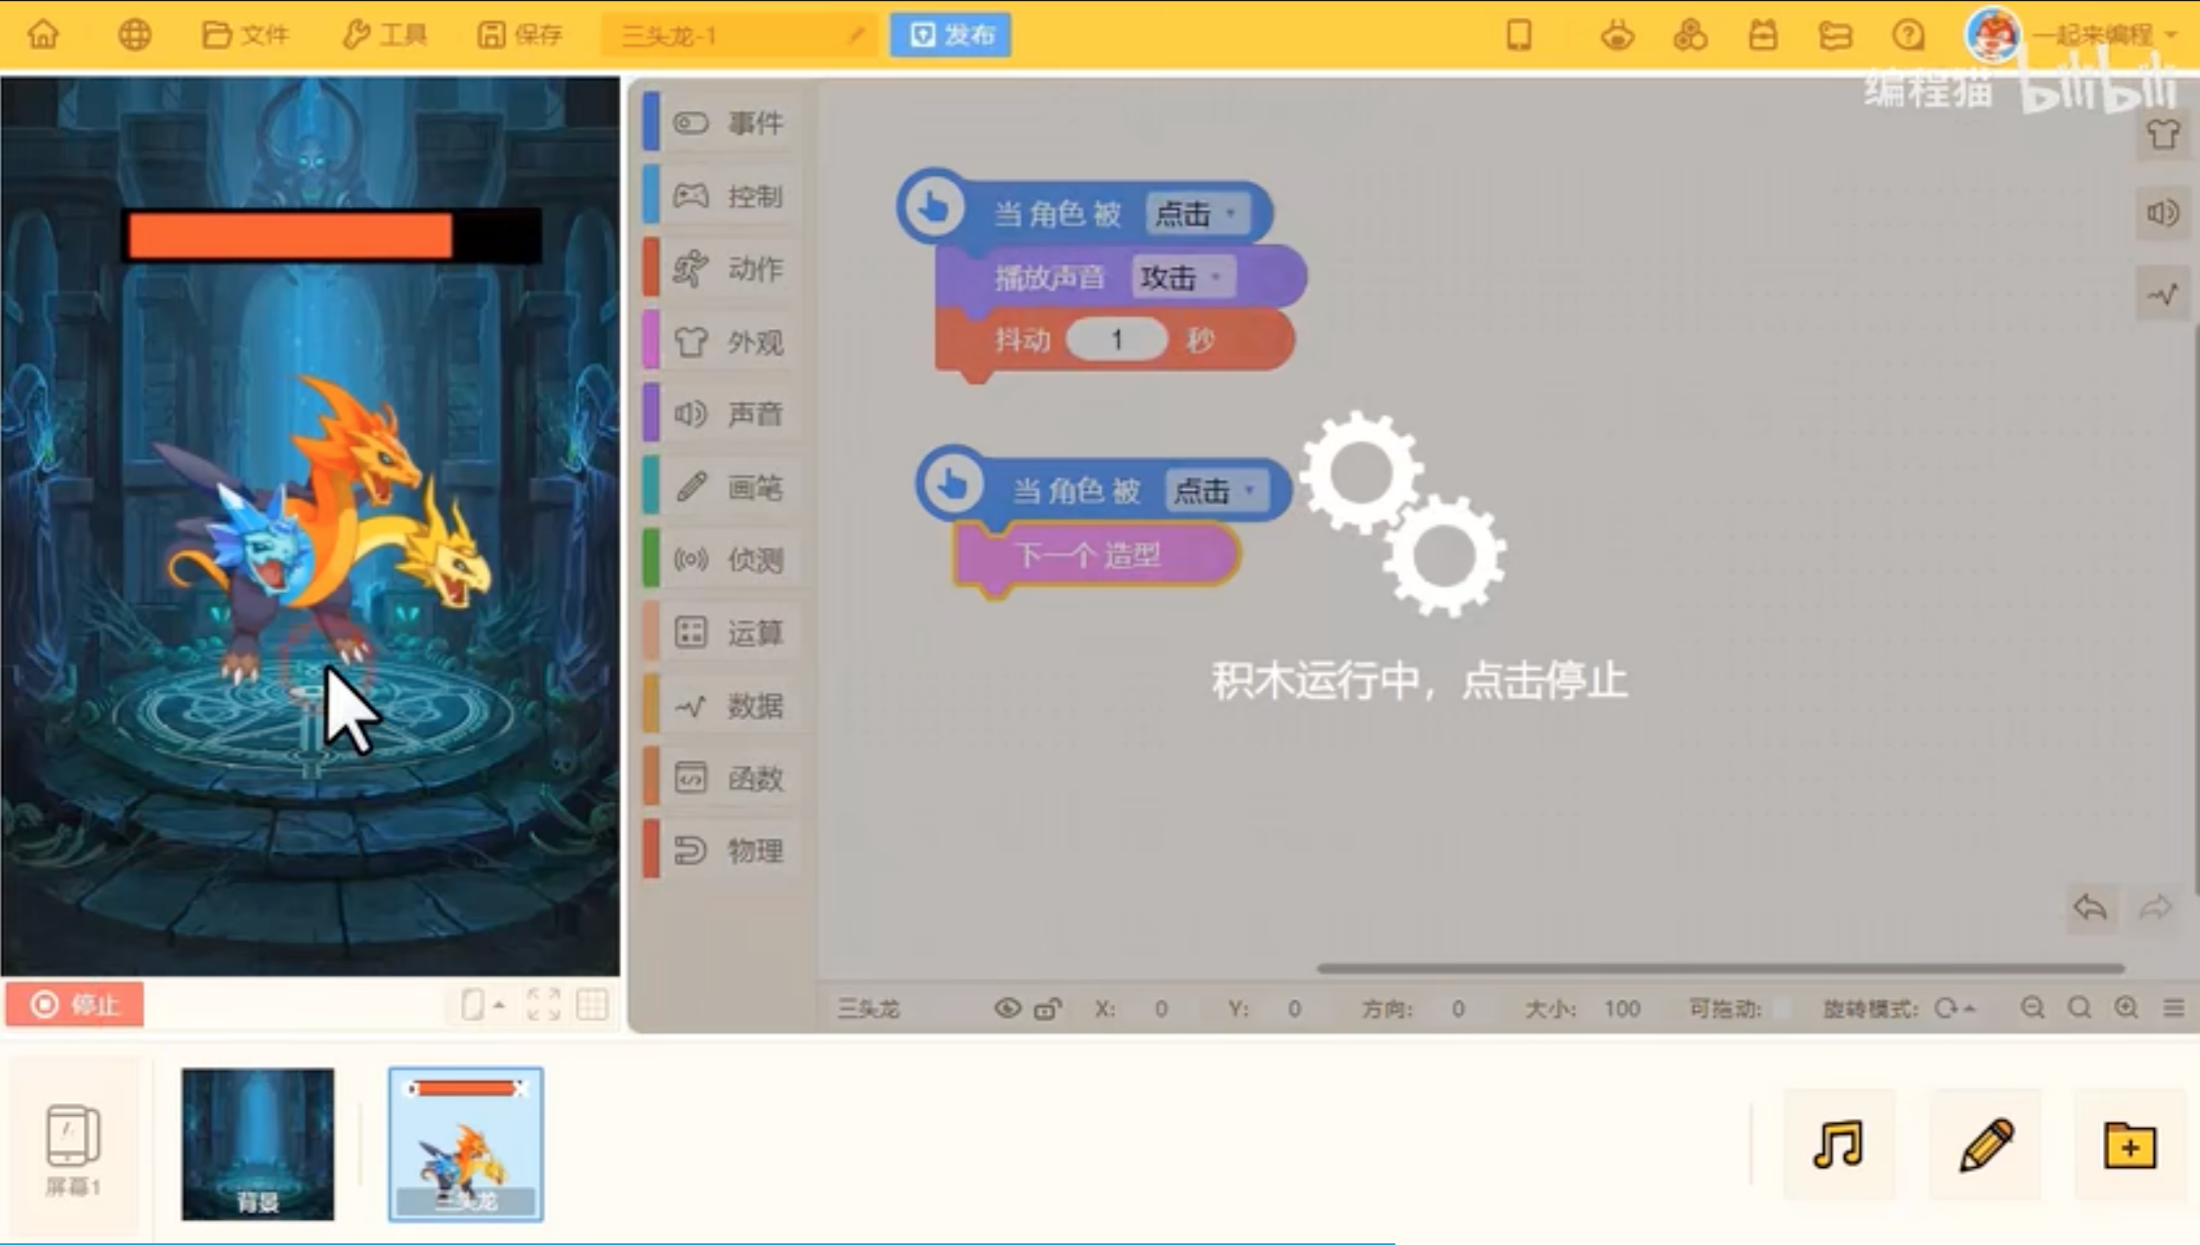 文件
工具
保存
三头龙-1
发布
一起来编程
编程猫 bilibili
事件
控制
动作
外观
声音
画笔
侦测
运算
数据
函数
物理
当 角色 被 点击
播放声音 攻击
抖动 1 秒
当 角色 被 点击
下一个 造型
积木运行中，点击停止
停止
三头龙
X: 0
Y: 0
方向: 0
大小: 100
可拖动:
旋转模式:
屏幕1
背景
三头龙